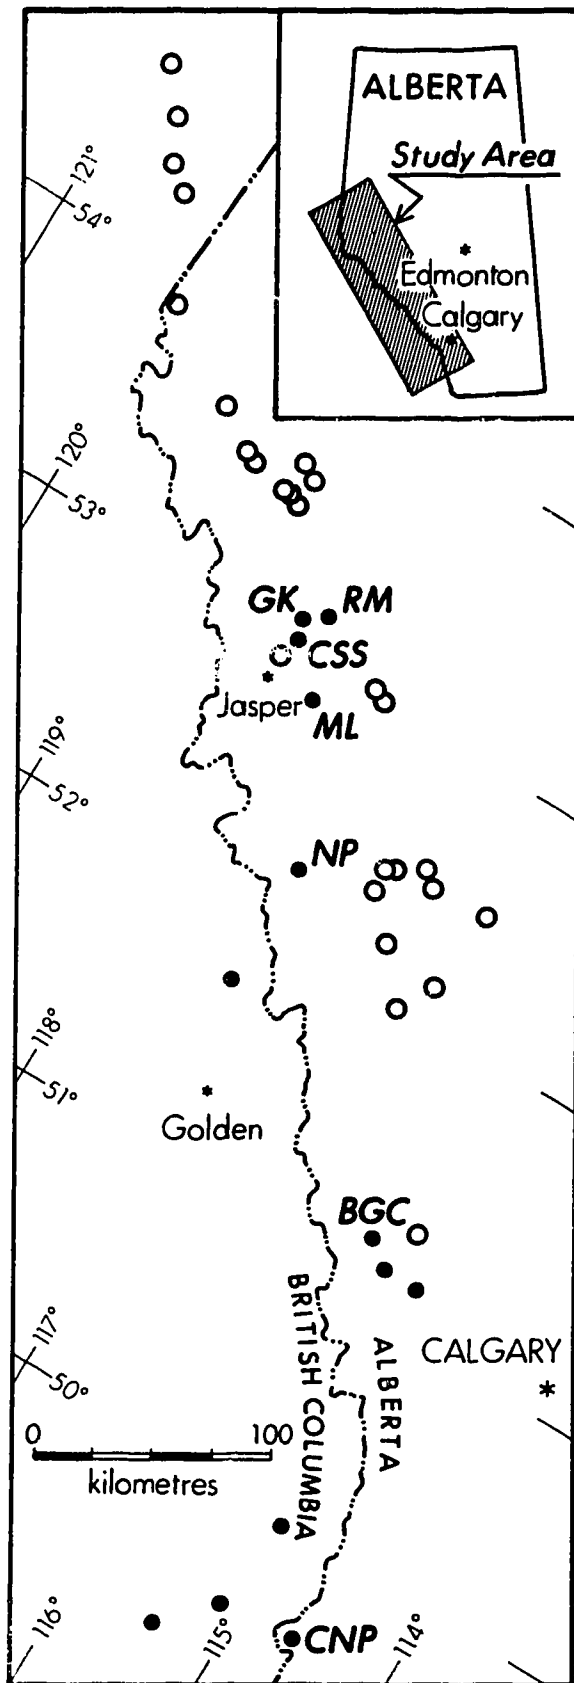 ALBERTA
Study Area
Edmonton
Calgary
121°
54°
120°
53°
GK
RM
CSS
Jasper
ML
119°
52°
NP
118°
51°
Golden
BGC
BRITISH COLUMBIA
ALBERTA
CALGARY
117°
50°
0
100
kilometres
116°
115°
CNP
114°